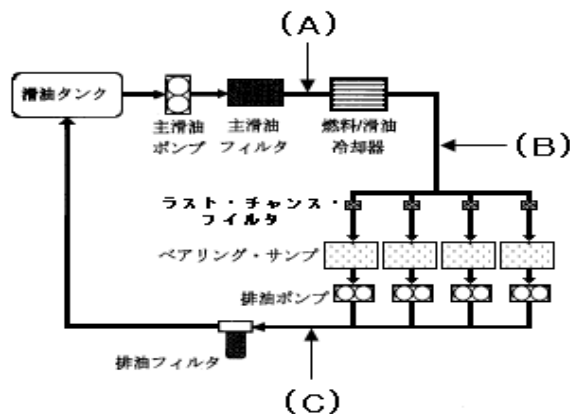 (A)
滑油タンク
主滑油
ポンプ
主滑油
フィルタ
燃料/滑油
冷却器
(B)
ラスト・チャンス・
フイルタ
ベアリング・サンプ
排油ポンプ
排油フィルタ
(C)